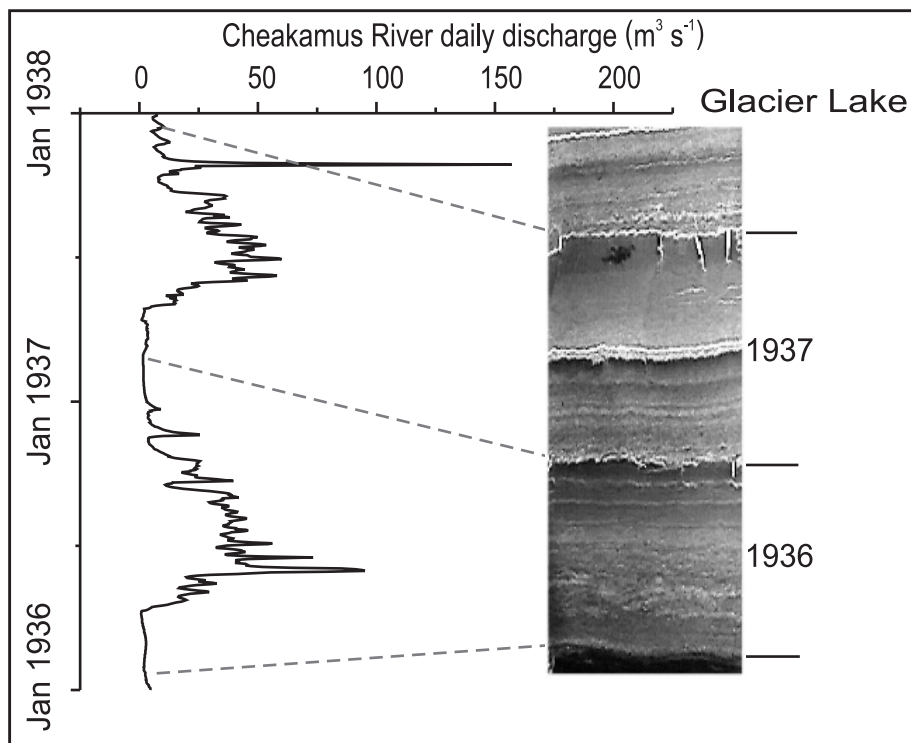 Cheakamus River daily discharge (m³ s⁻¹)
0 50 100 150 200
Glacier Lake
Jan 1938
Jan 1937
Jan 1936
1937
1936